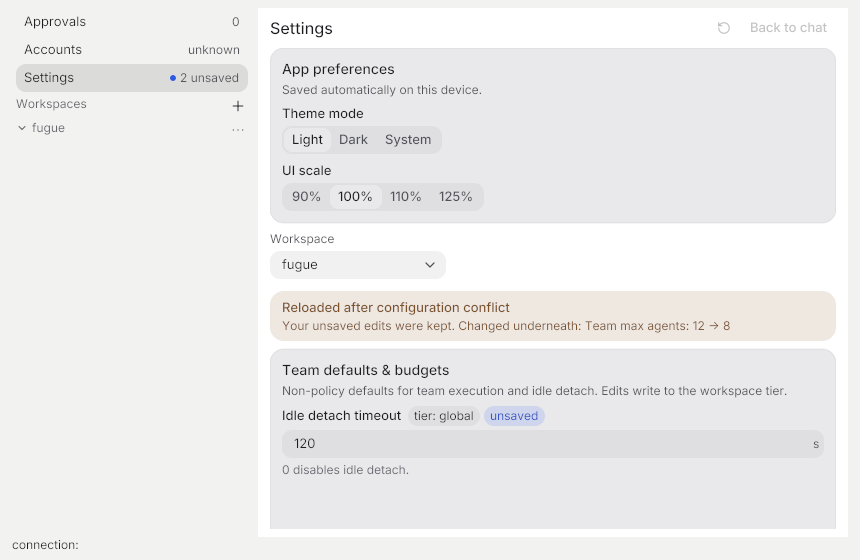 Approvals 0
Accounts unknown
Settings 2 unsaved
Workspaces +
fugue ...
connection:
Settings Back to chat
App preferences
Saved automatically on this device.
Theme mode
Light Dark System
UI scale
90% 100% 110% 125%
Workspace
fugue
Reloaded after configuration conflict
Your unsaved edits were kept. Changed underneath: Team max agents: 12 → 8
Team defaults & budgets
Non-policy defaults for team execution and idle detach. Edits write to the workspace tier.
Idle detach timeout tier: global unsaved
120 s
0 disables idle detach.